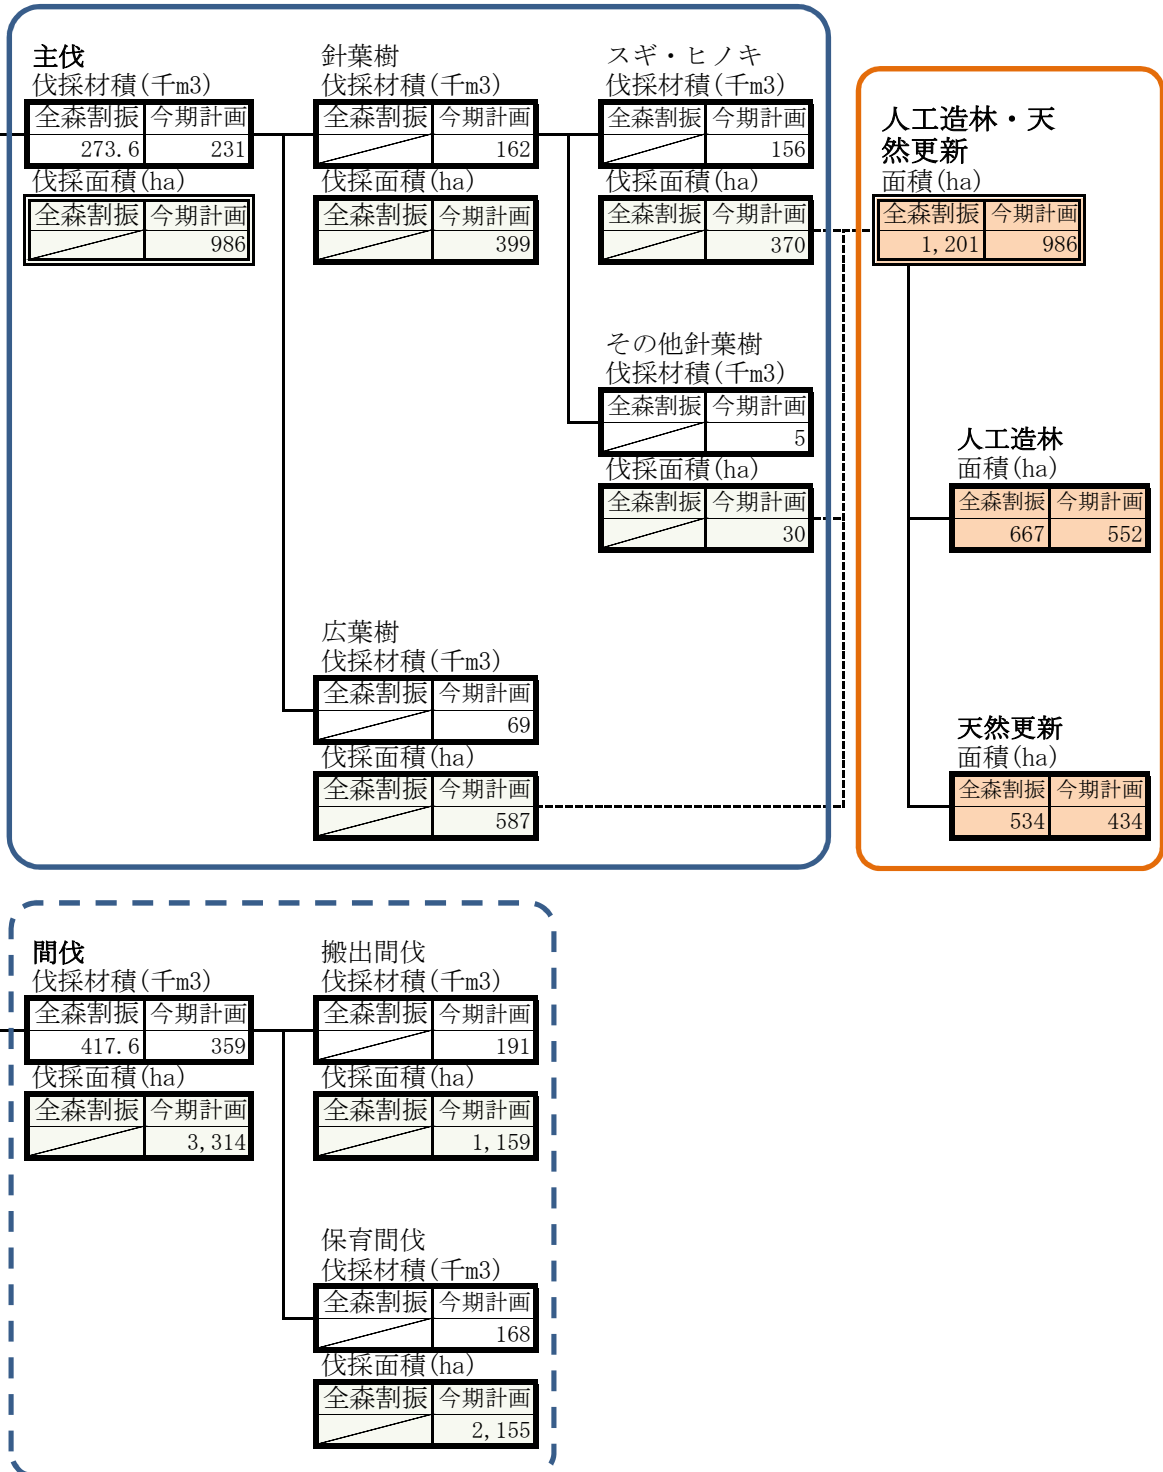 主伐
伐採材積(千m3)
全森割振 今期計画
273.6 231
伐採面積(ha)
全森割振 今期計画
986
針葉樹
伐採材積(千m3)
全森割振 今期計画
162
伐採面積(ha)
全森割振 今期計画
399
スギ・ヒノキ
伐採材積(千m3)
全森割振 今期計画
156
伐採面積(ha)
全森割振 今期計画
370
その他針葉樹
伐採材積(千m3)
全森割振 今期計画
5
伐採面積(ha)
全森割振 今期計画
30
広葉樹
伐採材積(千m3)
全森割振 今期計画
69
伐採面積(ha)
全森割振 今期計画
587
人工造林・天
然更新
面積(ha)
全森割振 今期計画
1,201 986
人工造林
面積(ha)
全森割振 今期計画
667 552
天然更新
面積(ha)
全森割振 今期計画
534 434
間伐
伐採材積(千m3)
全森割振 今期計画
417.6 359
伐採面積(ha)
全森割振 今期計画
3,314
搬出間伐
伐採材積(千m3)
全森割振 今期計画
191
伐採面積(ha)
全森割振 今期計画
1,159
保育間伐
伐採材積(千m3)
全森割振 今期計画
168
伐採面積(ha)
全森割振 今期計画
2,155